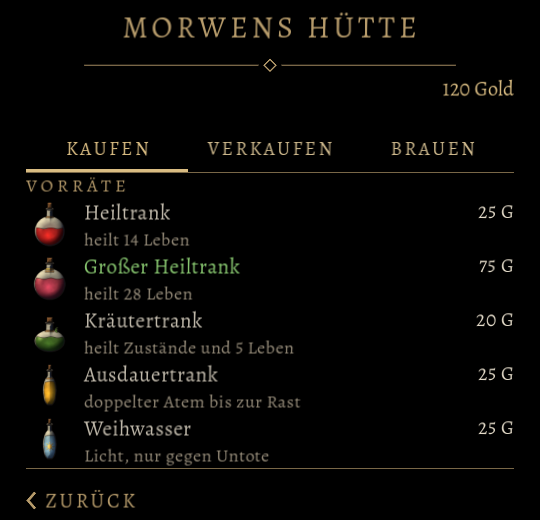 MORWENS HÜTTE
120 Gold
KAUFEN VERKAUFEN BRAUEN
VORRÄTE
Heiltrank 25 G
heilt 14 Leben
Großer Heiltrank 75 G
heilt 28 Leben
Kräutertrank 20 G
heilt Zustände und 5 Leben
Ausdauertrank 25 G
doppelter Atem bis zur Rast
Weihwasser 25 G
Licht, nur gegen Untote
ZURÜCK